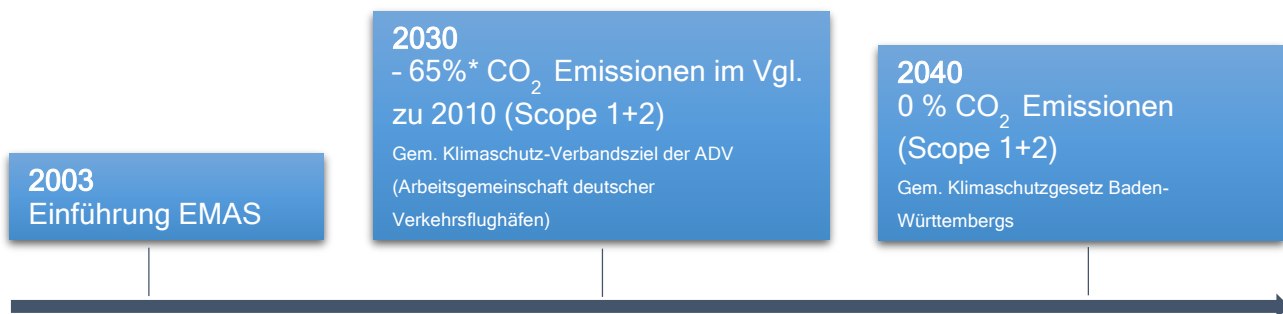 2003
Einführung EMAS
2030
- 65%* CO2 Emissionen im Vgl.
zu 2010 (Scope 1+2)
Gem. Klimaschutz-Verbandsziel der ADV
(Arbeitsgemeinschaft deutscher
Verkehrsflughäfen)
2040
0 % CO2 Emissionen
(Scope 1+2)
Gem. Klimaschutzgesetz Baden-
Württembergs